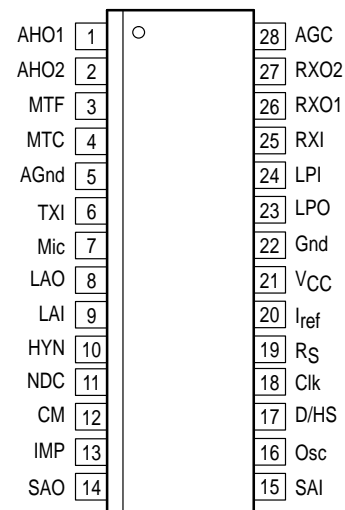 AHO1 1 28 AGC
AHO2 2 27 RXO2
MTF 3 26 RXO1
MTC 4 25 RXI
AGnd 5 24 LPI
TXI 6 23 LPO
Mic 7 22 Gnd
LAO 8 21 VCC
LAI 9 20 Iref
HYN 10 19 RS
NDC 11 18 Clk
CM 12 17 D/HS
IMP 13 16 Osc
SAO 14 15 SAI